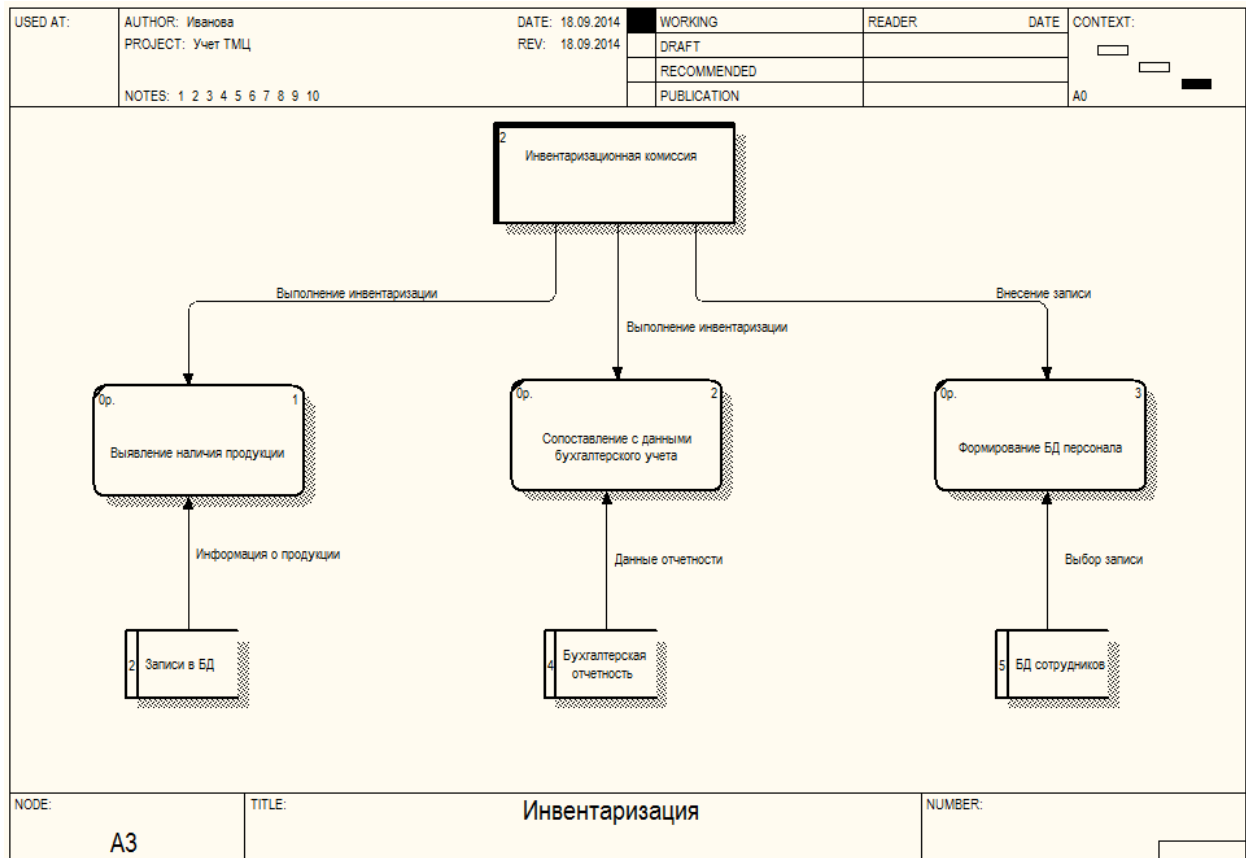 USED AT:
AUTHOR: Иванова
DATE: 18.09.2014
WORKING
READER
DATE
CONTEXT:
PROJECT: Учет ТМЦ
REV: 18.09.2014
DRAFT
RECOMMENDED
NOTES: 1 2 3 4 5 6 7 8 9 10
PUBLICATION
A0
2
Инвентаризационная комиссия
Выполнение инвентаризации
Внесение записи
Выполнение инвентаризации
0р.
1
Выявление наличия продукции
0р.
2
Сопоставление с данными
бухгалтерского учета
0р.
3
Формирование БД персонала
Информация о продукции
Данные отчетности
Выбор записи
2
Записи в БД
4
Бухгалтерская
отчетность
5
БД сотрудников
NODE:
TITLE:
NUMBER:
A3
Инвентаризация